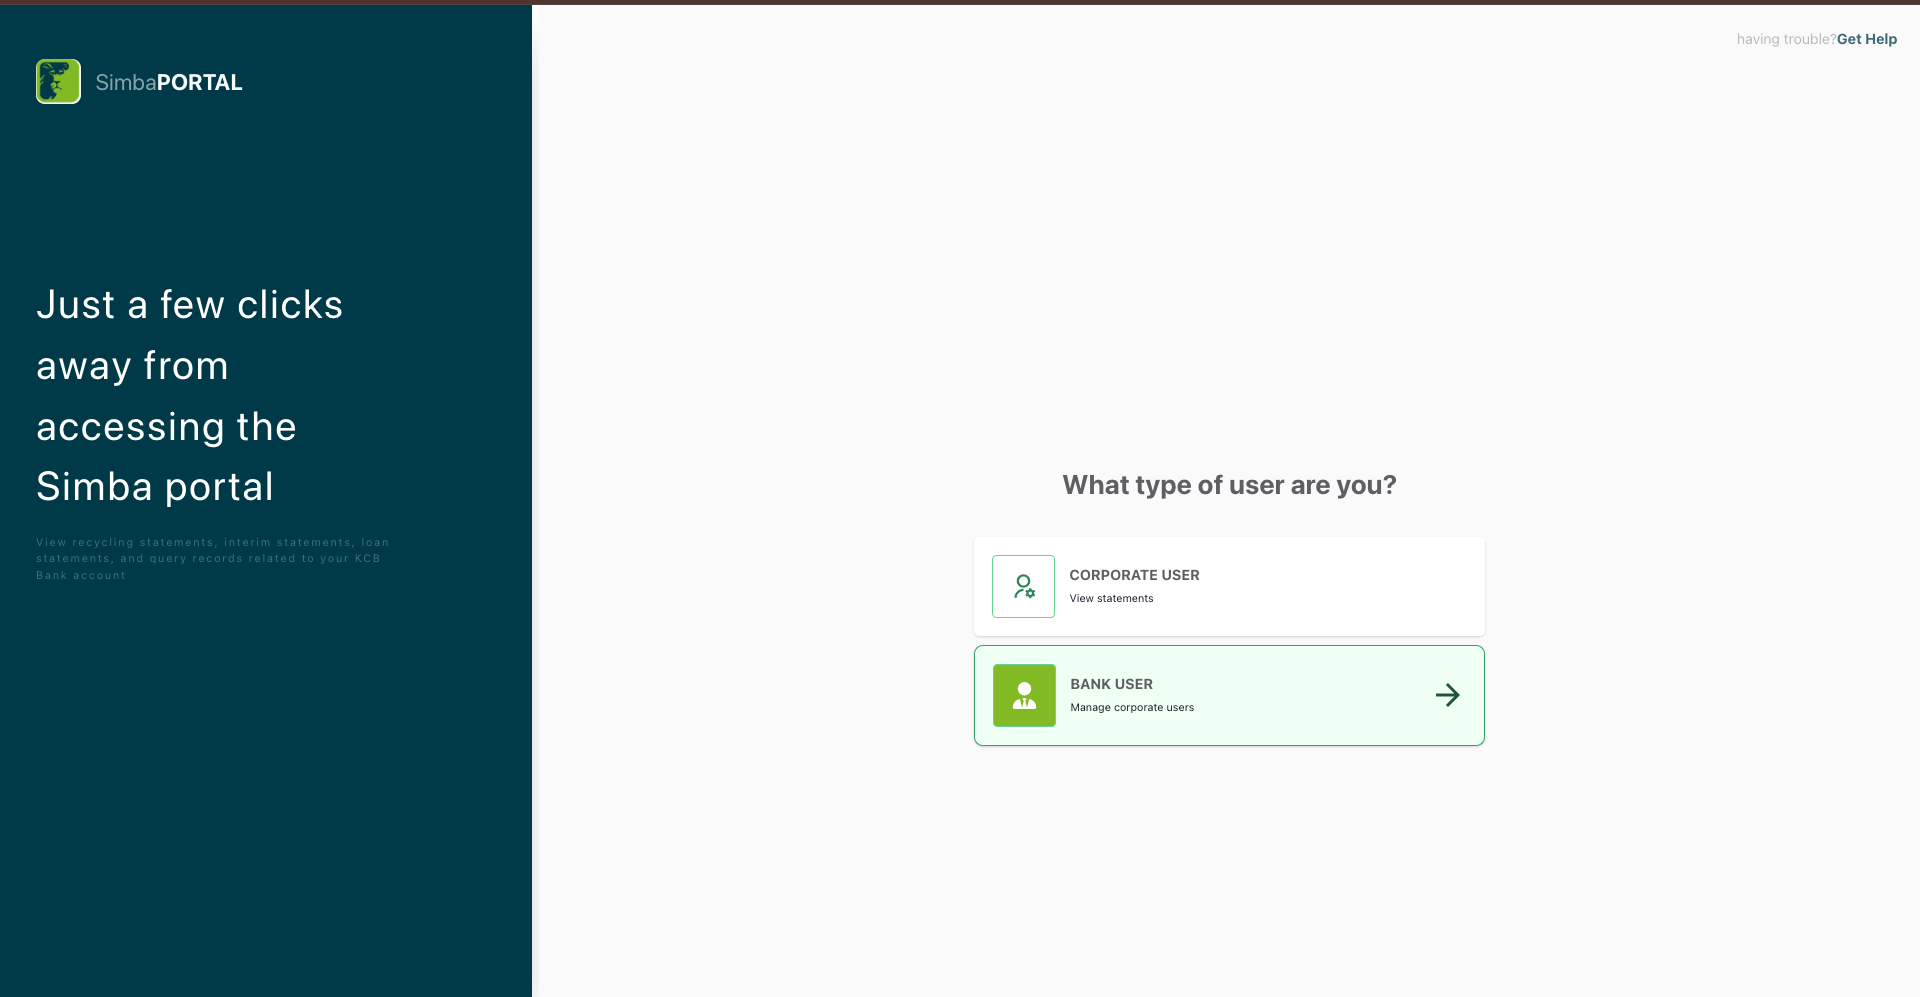 SimbaPORTAL
having trouble?Get Help
Just a few clicks
away from
accessing the
Simba portal
View recycling statements, interim statements, loan
statements, and query records related to your KCB
Bank account
What type of user are you?
CORPORATE USER
View statements
BANK USER
Manage corporate users